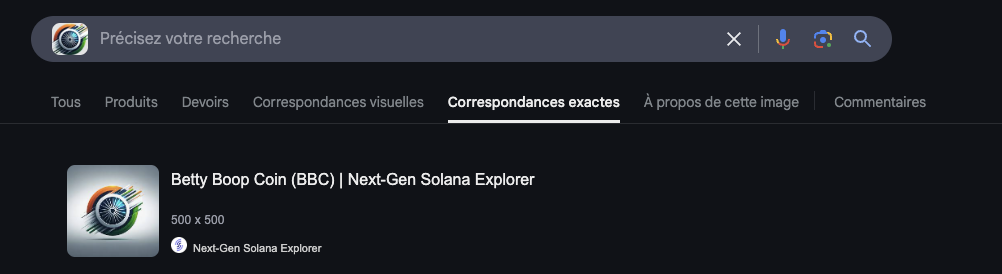 Précisez votre recherche
Tous Produits Devoirs Correspondances visuelles Correspondances exactes À propos de cette image Commentaires
Betty Boop Coin (BBC) | Next-Gen Solana Explorer
500 x 500
Next-Gen Solana Explorer